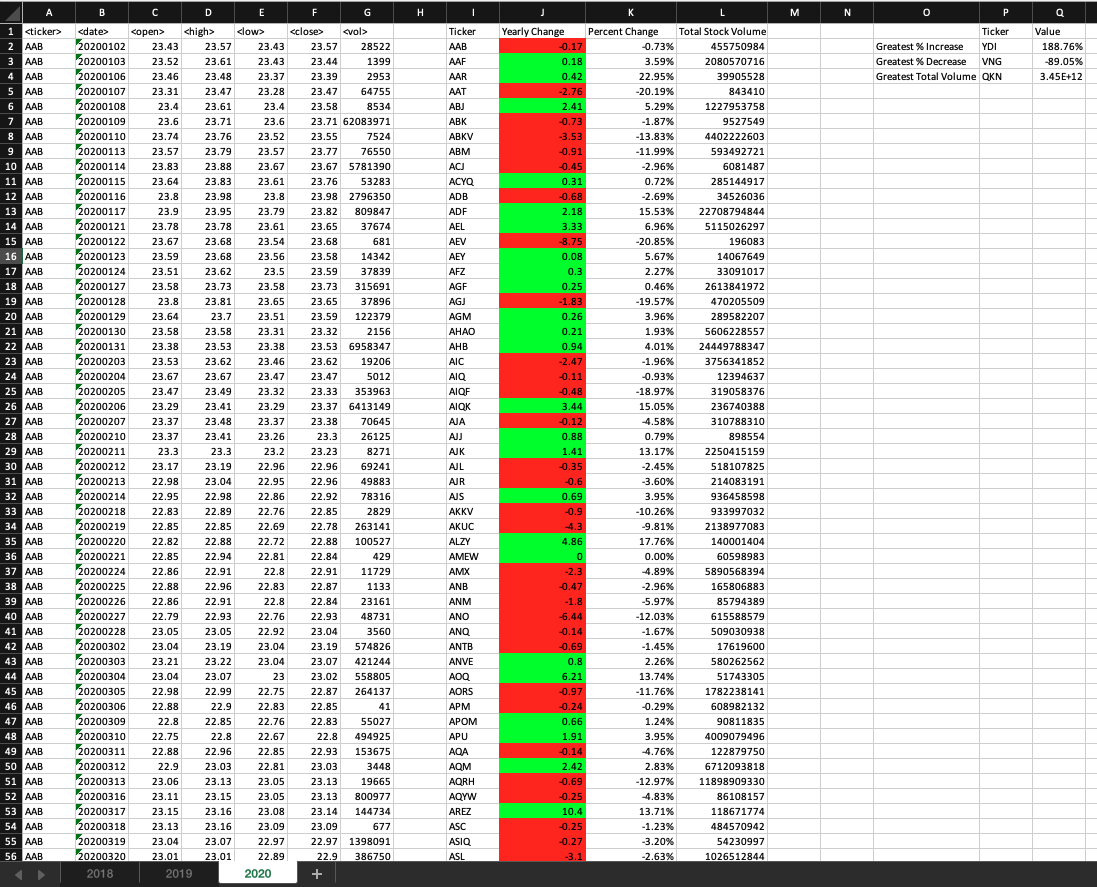 A B C D E F G H I J K L M N O P Q
1 <ticker> <date> <open> <high> <low> <close> <vol> Ticker Yearly Change Percent Change Total Stock Volume Ticker Value
2 AAB 20200102 23.43 23.57 23.43 23.57 28522 AAB -0.17 -0.73% 455750984 Greatest % Increase YDI 188.76%
3 AAB 20200103 23.52 23.61 23.43 23.44 1399 AAF 0.18 3.59% 2080570716 Greatest % Decrease VNG -89.05%
4 AAB 20200106 23.46 23.48 23.37 23.39 2953 AAR 0.42 22.95% 39905528 Greatest Total Volume QKN 3.45E+12
5 AAB 20200107 23.31 23.47 23.28 23.47 64755 AAT -2.76 -20.19% 843410
6 AAB 20200108 23.4 23.61 23.4 23.58 8534 ABJ 2.41 5.29% 1227953758
7 AAB 20200109 23.6 23.71 23.6 23.71 62083971 ABK -0.73 -1.87% 9527549
8 AAB 20200110 23.74 23.76 23.52 23.55 7524 ABKV -3.53 -13.83% 4402222603
9 AAB 20200113 23.57 23.79 23.57 23.77 76550 ABM -0.91 -11.99% 593492721
10 AAB 20200114 23.83 23.88 23.67 23.67 5781390 ACJ -0.45 -2.96% 6081487
11 AAB 20200115 23.64 23.83 23.61 23.76 53283 ACYQ 0.31 0.72% 285144917
12 AAB 20200116 23.8 23.98 23.8 23.98 2796350 ADB -0.68 -2.69% 34526036
13 AAB 20200117 23.9 23.95 23.79 23.82 809847 ADF 2.18 15.53% 22708794844
14 AAB 20200121 23.78 23.78 23.61 23.65 37674 AEL 3.33 6.96% 5115026297
15 AAB 20200122 23.67 23.68 23.54 23.68 681 AEV -8.75 -20.85% 196083
16 AAB 20200123 23.59 23.68 23.56 23.58 14342 AEY 0.08 5.67% 14067649
17 AAB 20200124 23.51 23.62 23.5 23.59 37839 AFZ 0.3 2.27% 33091017
18 AAB 20200127 23.58 23.73 23.58 23.73 315691 AGF 0.25 0.46% 2613841972
19 AAB 20200128 23.8 23.81 23.65 23.65 37896 AGJ -1.83 -19.57% 470205509
20 AAB 20200129 23.64 23.7 23.51 23.59 122379 AGM 0.26 3.96% 289582207
21 AAB 20200130 23.58 23.58 23.31 23.32 2156 AHAO 0.21 1.93% 5606228557
22 AAB 20200131 23.38 23.53 23.38 23.53 6958347 AHB 0.94 4.01% 24449788347
23 AAB 20200203 23.53 23.62 23.46 23.62 19206 AIC -2.47 -1.96% 3756341852
24 AAB 20200204 23.67 23.67 23.47 23.47 5012 AIQ -0.11 -0.93% 12394637
25 AAB 20200205 23.47 23.49 23.32 23.33 353963 AIQF -0.48 -18.97% 319058376
26 AAB 20200206 23.29 23.41 23.29 23.37 6413149 AIQK 3.44 15.05% 236740388
27 AAB 20200207 23.37 23.48 23.37 23.38 70645 AJA -0.12 -4.58% 310788310
28 AAB 20200210 23.37 23.41 23.26 23.3 26125 AJJ 0.88 0.79% 898554
29 AAB 20200211 23.3 23.3 23.2 23.23 8271 AJK 1.41 13.17% 2250415159
30 AAB 20200212 23.17 23.19 22.96 22.96 69241 AJL -0.35 -2.45% 518107825
31 AAB 20200213 22.98 23.04 22.95 22.96 49883 AJR -0.6 -3.60% 214083191
32 AAB 20200214 22.95 22.98 22.86 22.92 78316 AJS 0.69 3.95% 936458598
33 AAB 20200218 22.83 22.89 22.76 22.85 2829 AKKV -0.9 -10.26% 933997032
34 AAB 20200219 22.85 22.85 22.69 22.78 263141 AKUC -4.3 -9.81% 2138977083
35 AAB 20200220 22.82 22.88 22.72 22.88 100527 ALZY 4.86 17.76% 140001404
36 AAB 20200221 22.85 22.94 22.81 22.84 429 AMEW 0 0.00% 60598983
37 AAB 20200224 22.86 22.91 22.8 22.91 11729 AMX -2.3 -4.89% 5890568394
38 AAB 20200225 22.88 22.96 22.83 22.87 1133 ANB -0.47 -2.96% 165806883
39 AAB 20200226 22.86 22.91 22.8 22.84 23161 ANM -1.8 -5.97% 85794389
40 AAB 20200227 22.79 22.93 22.76 22.93 48731 ANO -6.44 -12.03% 615588579
41 AAB 20200228 23.05 23.05 22.92 23.04 3560 ANQ -0.14 -1.67% 509030938
42 AAB 20200302 23.04 23.19 23.04 23.19 574826 ANTB -0.69 -1.45% 17619600
43 AAB 20200303 23.21 23.22 23.04 23.07 421244 ANVE 0.8 2.26% 580262562
44 AAB 20200304 23.04 23.07 23 23.02 558805 AOQ 6.21 13.74% 51743305
45 AAB 20200305 22.98 22.99 22.75 22.87 264137 AORS -0.97 -11.76% 1782238141
46 AAB 20200306 22.88 22.9 22.83 22.85 41 APM -0.24 -0.29% 608982132
47 AAB 20200309 22.8 22.85 22.76 22.83 55027 APOM 0.66 1.24% 90811835
48 AAB 20200310 22.75 22.8 22.67 22.8 494925 APU 1.91 3.95% 4009079496
49 AAB 20200311 22.88 22.96 22.85 22.93 153675 AQA -0.14 -4.76% 122879750
50 AAB 20200312 22.9 23.03 22.81 23.03 3448 AQM 2.42 2.83% 6712093818
51 AAB 20200313 23.06 23.13 23.05 23.13 19665 AQRH -0.69 -12.97% 11898909330
52 AAB 20200316 23.11 23.15 23.05 23.13 800977 AQYW -0.25 -4.83% 86108157
53 AAB 20200317 23.15 23.16 23.08 23.14 144734 AREZ 10.4 13.71% 118671774
54 AAB 20200318 23.13 23.16 23.09 23.09 677 ASC -0.25 -1.23% 484570942
55 AAB 20200319 23.04 23.07 22.97 22.97 1398091 ASIQ -0.27 -3.20% 54230997
56 AAB 20200320 23.01 23.01 22.89 22.9 386750 ASL -3.1 -2.63% 1026512844
2018 2019 2020 +